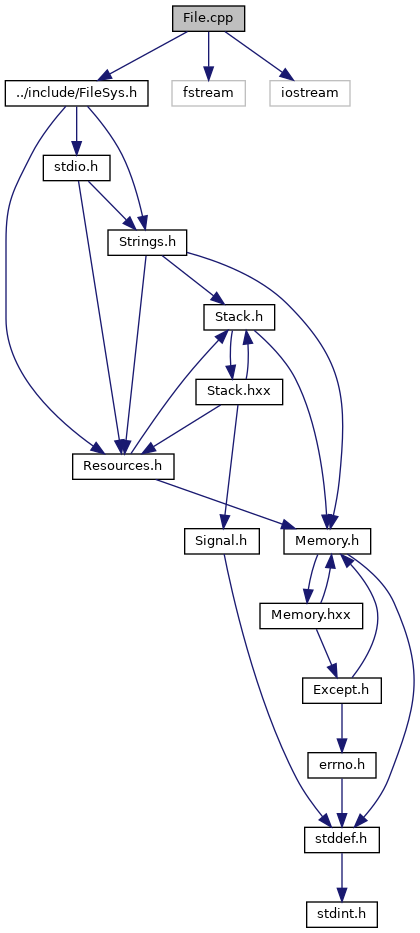 File.cpp
../include/FileSys.h
fstream
iostream
stdio.h
Strings.h
Stack.h
Stack.hxx
Resources.h
Signal.h
Memory.h
Memory.hxx
Except.h
errno.h
stddef.h
stdint.h